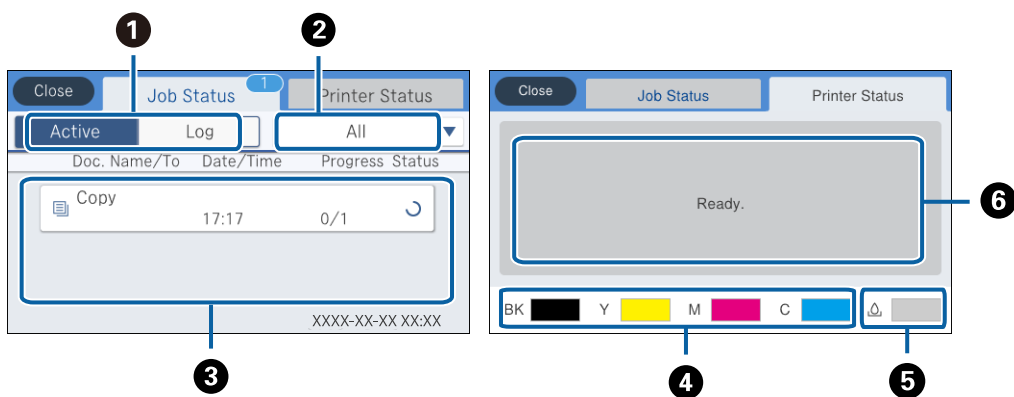 1 2
Close Job Status 1 Printer Status
Active Log All
Doc. Name/To Date/Time Progress Status
Copy
17:17 0/1
XXXX-XX-XX XX:XX
3
Close Job Status Printer Status
Ready.
6
BK Y M C
4 5